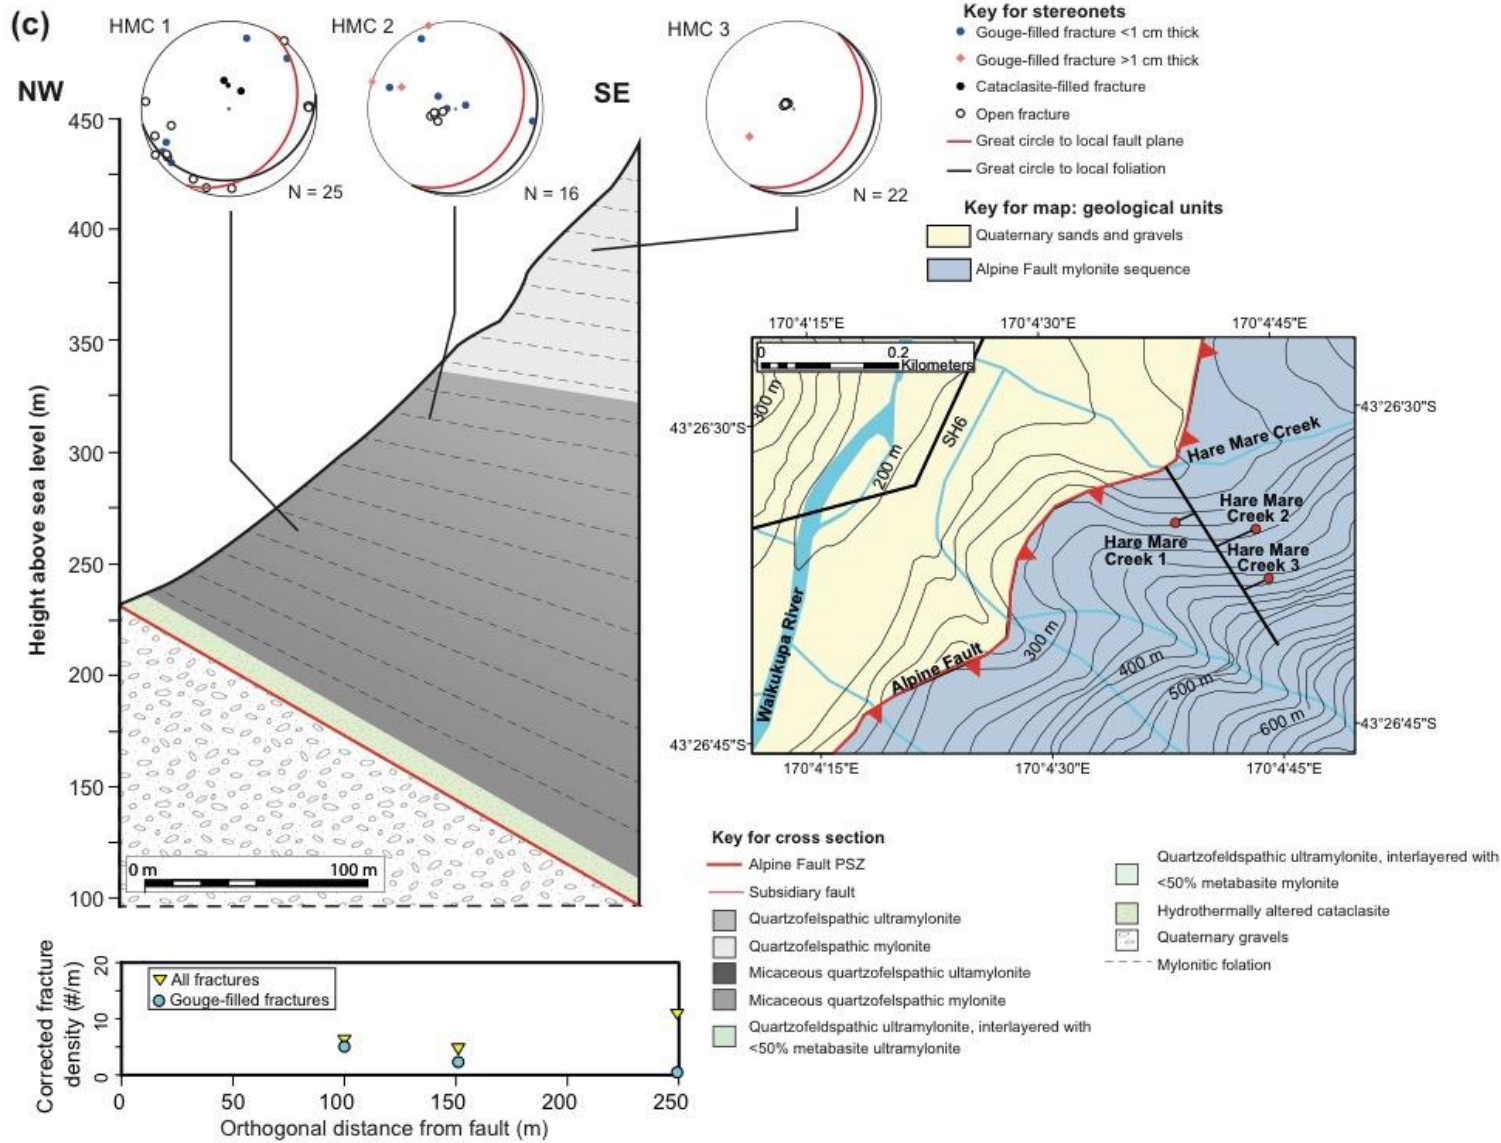 (c)
HMC 1
HMC 2
HMC 3
NW
SE
N = 25
N = 16
N = 22
Key for stereonets
Gouge-filled fracture <1 cm thick
Gouge-filled fracture >1 cm thick
Cataclasite-filled fracture
Open fracture
Great circle to local fault plane
Great circle to local foliation
Key for map: geological units
Quaternary sands and gravels
Alpine Fault mylonite sequence
Height above sea level (m)
450
400
350
300
250
200
150
100
0 m
100 m
170°4'15"E
170°4'30"E
170°4'45"E
0
0.2
Kilometers
300 m
43°26'30"S
43°26'30"S
SH6
200 m
Hare Mare Creek
Hare Mare
Creek 2
Hare Mare
Creek 1
Hare Mare
Creek 3
Waikukupa River
Alpine Fault
300 m
400 m
500 m
600 m
43°26'45"S
43°26'45"S
170°4'15"E
170°4'30"E
170°4'45"E
Key for cross section
Alpine Fault PSZ
Subsidiary fault
Quartzofelspathic ultramylonite
Quartzofelspathic mylonite
Micaceous quartzofelspathic ultamylonite
Micaceous quartzofelspathic mylonite
Quartzofeldspathic ultramylonite, interlayered with
<50% metabasite ultramylonite
Quartzofeldspathic ultramylonite, interlayered with
<50% metabasite mylonite
Hydrothermally altered cataclasite
Quaternary gravels
Mylonitic folation
Corrected fracture
density (#/m)
20
10
0
All fractures
Gouge-filled fractures
0
50
100
150
200
250
Orthogonal distance from fault (m)